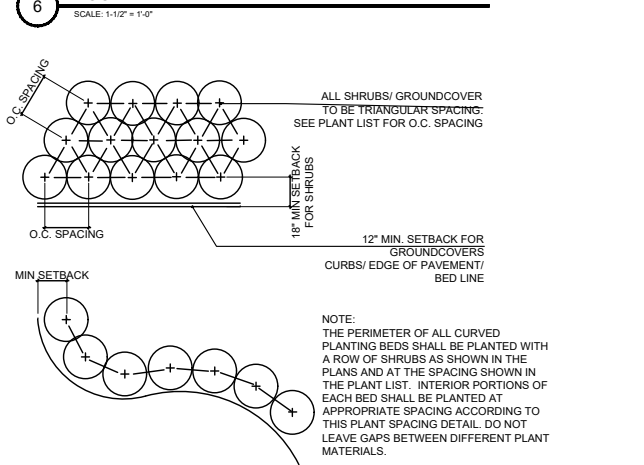 6
SCALE: 1-1/2" = 1'-0"
O.C. SPACING
ALL SHRUBS/ GROUNDCOVER
TO BE TRIANGULAR SPACING.
SEE PLANT LIST FOR O.C. SPACING
18" MIN SETBACK
FOR SHRUBS
O.C. SPACING
12" MIN. SETBACK FOR
GROUNDCOVERS
CURBS/ EDGE OF PAVEMENT/
BED LINE
MIN SETBACK
NOTE:
THE PERIMETER OF ALL CURVED
PLANTING BEDS SHALL BE PLANTED WITH
A ROW OF SHRUBS AS SHOWN IN THE
PLANS AND AT THE SPACING SHOWN IN
THE PLANT LIST. INTERIOR PORTIONS OF
EACH BED SHALL BE PLANTED AT
APPROPRIATE SPACING ACCORDING TO
THIS PLANT SPACING DETAIL. DO NOT
LEAVE GAPS BETWEEN DIFFERENT PLANT
MATERIALS.